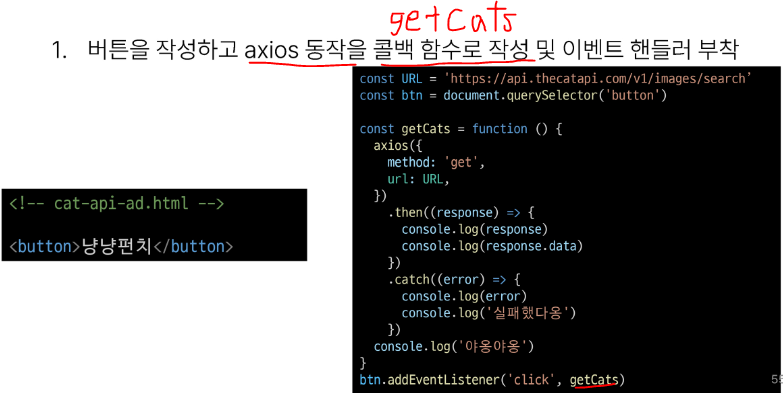 getCats
1. 버튼을 작성하고 axios 동작을 콜백 함수로 작성 및 이벤트 핸들러 부착
<!-- cat-api-ad.html -->
<button>냥냥펀치</button>
const URL = 'https://api.thecatapi.com/v1/images/search’
const btn = document.querySelector('button')
const getCats = function () {
axios({
method: 'get',
url: URL,
})
.then((response) => {
console.log(response)
console.log(response.data)
})
.catch((error) => {
console.log(error)
console.log('실패했다옹')
})
console.log('야옹야옹')
}
btn.addEventListener('click', getCats)